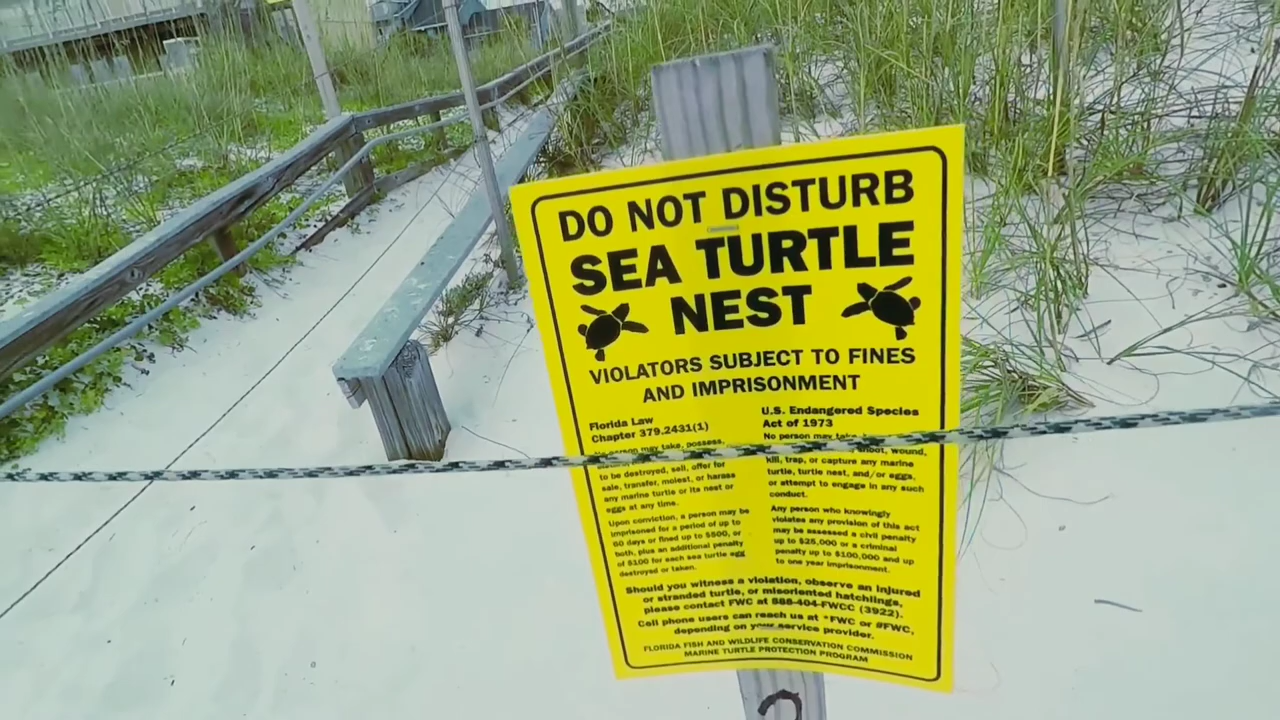 DO NOT DISTURB
SEA TURTLE
NEST
VIOLATORS SUBJECT TO FINES
AND IMPRISONMENT
Florida Law
Chapter 379.2431(1)
No person may take, possess,
to be destroyed, sell, offer for
sale, transfer, molest, or harass
any marine turtle or its nest or
eggs at any time.
Upon conviction, a person may be
imprisoned for a period of up to
60 days or fined up to $500, or
both, plus an additional penalty
of $100 for each sea turtle egg
destroyed or taken.
U.S. Endangered Species
Act of 1973
No person may take
shoot, wound,
kill, trap, or capture any marine
turtle, turtle nest, and/or eggs,
or attempt to engage in any such
conduct.
Any person who knowingly
violates any provision of this act
may be assessed a civil penalty
up to $25,000 or a criminal
penalty up to $100,000 and up
to one year imprisonment.
Should you witness a violation, observe an injured
or stranded turtle, or misoriented hatchlings,
please contact FWC at 888-404-FWCC (3922).
Cell phone users can reach us at *FWC or #FWC,
depending on your service provider.
FLORIDA FISH AND WILDLIFE CONSERVATION COMMISSION
MARINE TURTLE PROTECTION PROGRAM